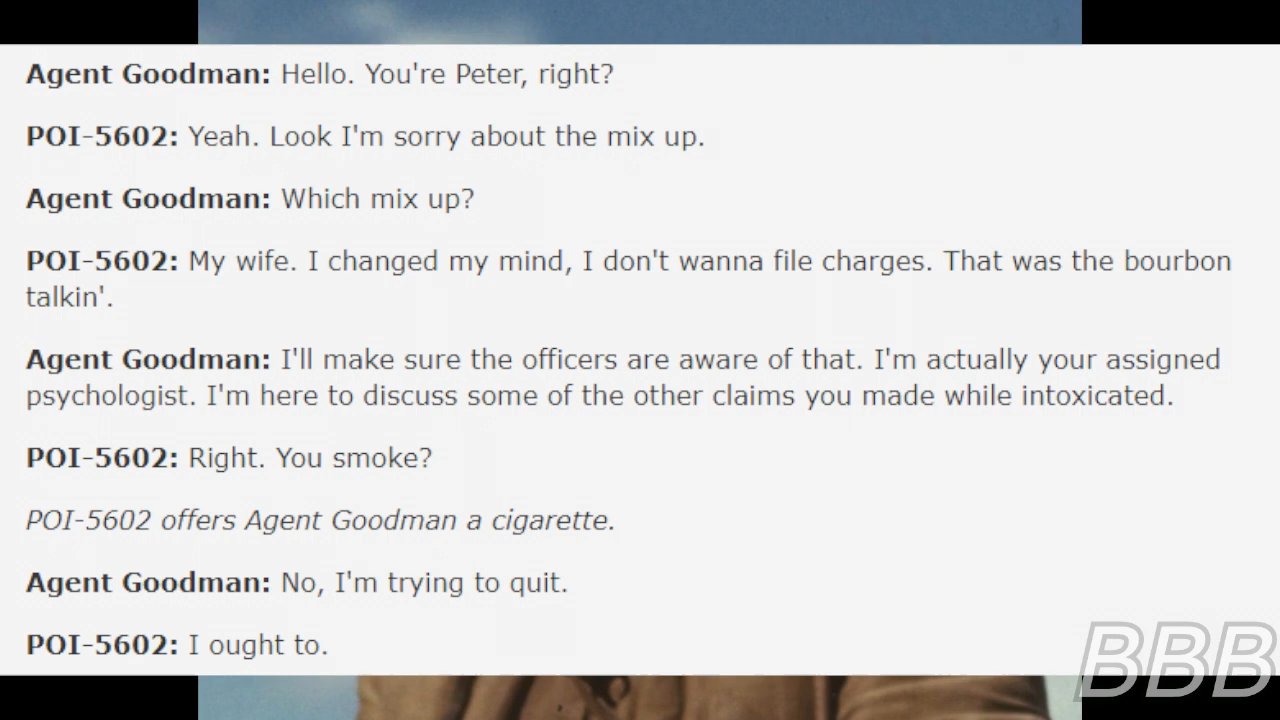 Agent Goodman: Hello. You're Peter, right?
POI-5602: Yeah. Look I'm sorry about the mix up.
Agent Goodman: Which mix up?
POI-5602: My wife. I changed my mind, I don't wanna file charges. That was the bourbon
talkin'.
Agent Goodman: I'll make sure the officers are aware of that. I'm actually your assigned
psychologist. I'm here to discuss some of the other claims you made while intoxicated.
POI-5602: Right. You smoke?
POI-5602 offers Agent Goodman a cigarette.
Agent Goodman: No, I'm trying to quit.
POI-5602: I ought to.
BBB